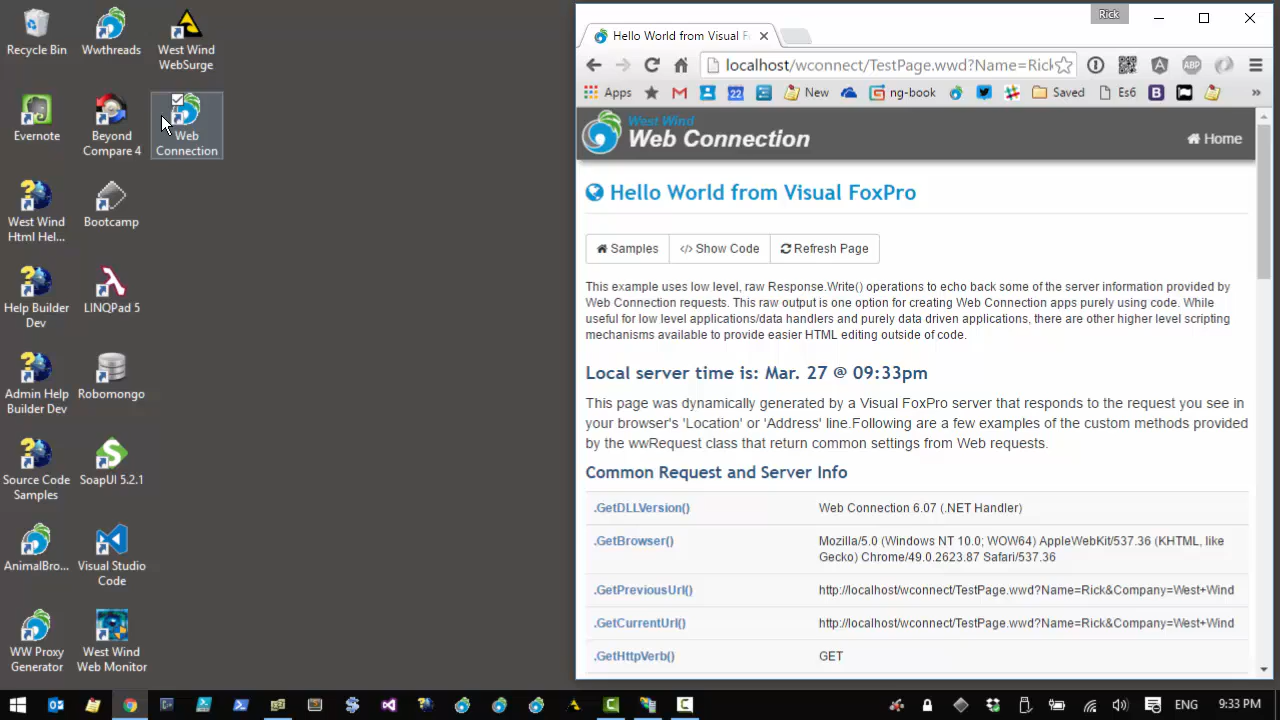 Recycle Bin
Wwthreads
West Wind
WebSurge
Evernote
Beyond
Compare 4
Web
Connection
West Wind
Html Hel...
Bootcamp
Help Builder
Dev
LINQPad 5
Admin Help
Builder Dev
Robomongo
Source Code
Samples
SoapUI 5.2.1
AnimalBro...
Visual Studio
Code
WW Proxy
Generator
West Wind
Web Monitor
Rick
Hello World from Visual F
localhost/wconnect/TestPage.wwd?Name=Rick
ABP
Apps
22
New
ng-book
Saved
Es6
B
»
West Wind
Web Connection
Home
Hello World from Visual FoxPro
Samples
</> Show Code
Refresh Page
This example uses low level, raw Response.Write() operations to echo back some of the server information provided by
Web Connection requests. This raw output is one option for creating Web Connection apps purely using code. While
useful for low level applications/data handlers and purely data driven applications, there are other higher level scripting
mechanisms available to provide easier HTML editing outside of code.
Local server time is: Mar. 27 @ 09:33pm
This page was dynamically generated by a Visual FoxPro server that responds to the request you see in
your browser's 'Location' or 'Address' line.Following are a few examples of the custom methods provided
by the wwRequest class that return common settings from Web requests.
Common Request and Server Info
.GetDLLVersion() Web Connection 6.07 (.NET Handler)
.GetBrowser() Mozilla/5.0 (Windows NT 10.0; WOW64) AppleWebKit/537.36 (KHTML, like
Gecko) Chrome/49.0.2623.87 Safari/537.36
.GetPreviousUrl() http://localhost/wconnect/TestPage.wwd?Name=Rick&Company=West+Wind
.GetCurrentUrl() http://localhost/wconnect/TestPage.wwd?Name=Rick&Company=West+Wind
.GetHttpVerb() GET
ENG
9:33 PM